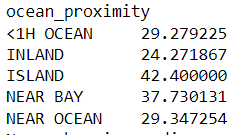 ocean_proximity
<1H OCEAN     29.279225
INLAND        24.271867
ISLAND        42.400000
NEAR BAY      37.730131
NEAR OCEAN    29.347254